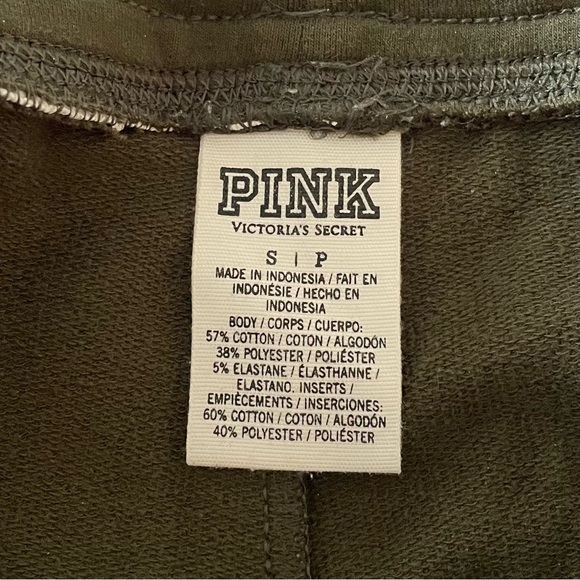 PINK
VICTORIA'S SECRET
S | P
MADE IN INDONESIA / FAIT EN
INDONÉSIE / HECHO EN
INDONESIA
BODY / CORPS / CUERPO:
57% COTTON / COTON / ALGODÓN
38% POLYESTER / POLIÉSTER
5% ELASTANE / ÉLASTHANNE /
ELASTANO. INSERTS /
EMPIÈCEMENTS / INSERCIONES:
60% COTTON / COTON / ALGODÓN
40% POLYESTER / POLIÉSTER